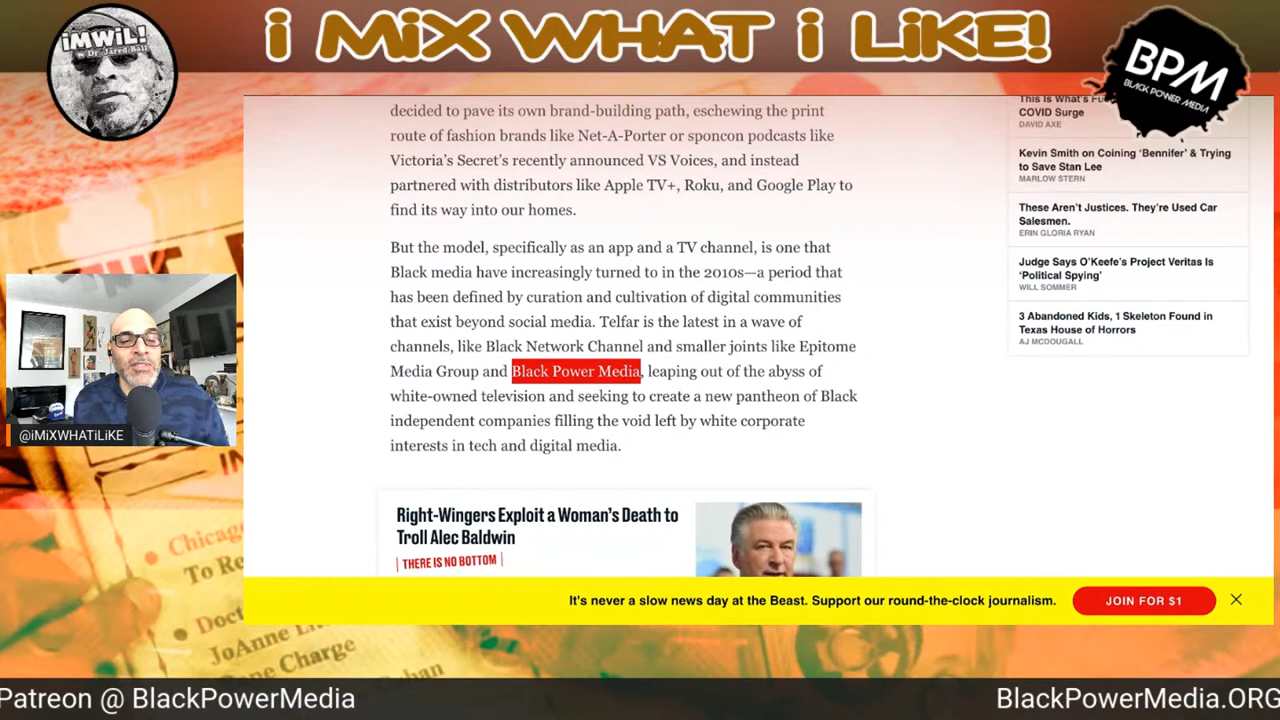 i MiX WHAT i LiKE!
iMWiL!
w Dr. Jared Ball
BPM
BLACK POWER MEDIA
decided to pave its own brand-building path, eschewing the print
route of fashion brands like Net-A-Porter or sponcon podcasts like
Victoria's Secret's recently announced VS Voices, and instead
partnered with distributors like Apple TV+, Roku, and Google Play to
find its way into our homes.
But the model, specifically as an app and a TV channel, is one that
Black media have increasingly turned to in the 2010s—a period that
has been defined by curation and cultivation of digital communities
that exist beyond social media. Telfar is the latest in a wave of
channels, like Black Network Channel and smaller joints like Epitome
Media Group and Black Power Media, leaping out of the abyss of
white-owned television and seeking to create a new pantheon of Black
independent companies filling the void left by white corporate
interests in tech and digital media.
This Is What's
COVID Surge
DAVID AXE
Kevin Smith on Coining ‘Bennifer’ & Trying
to Save Stan Lee
MARLOW STERN
These Aren't Justices. They're Used Car
Salesmen.
ERIN GLORIA RYAN
Judge Says O'Keefe's Project Veritas Is
‘Political Spying’
WILL SOMMER
3 Abandoned Kids, 1 Skeleton Found in
Texas House of Horrors
AJ MCDOUGALL
Right-Wingers Exploit a Woman's Death to
Troll Alec Baldwin
THERE IS NO BOTTOM
It's never a slow news day at the Beast. Support our round-the-clock journalism.
JOIN FOR $1
@iMiXWHATiLiKE
Chicag
To Re
Doct
JoAnne
Charge
Patreon @ BlackPowerMedia
BlackPowerMedia.ORG